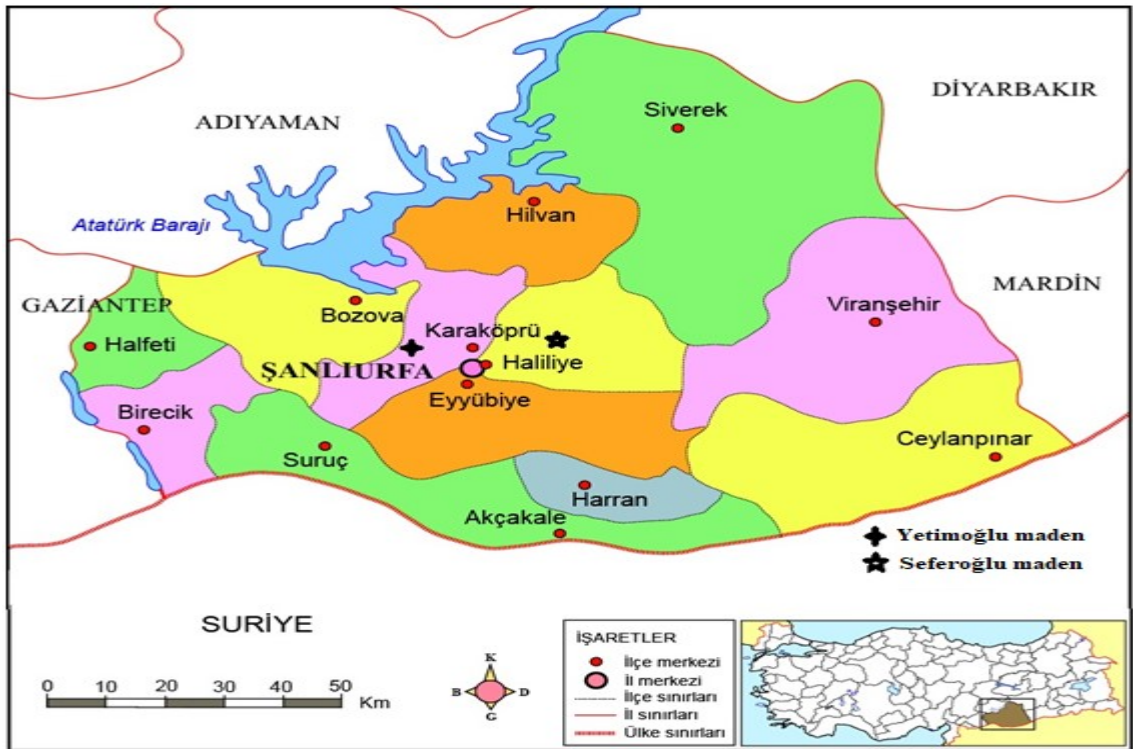 DİYARBAKIR
Siverek
ADIYAMAN
Hilvan
Atatürk Barajı
MARDİN
GAZİANTEP
Viranşehir
Bozova
Karaköprü
Halfeti
ŞANLIURFA
Haliliye
Eyyübiye
Birecik
Ceylanpınar
Suruç
Harran
Akçakale
Yetimoğlu maden
Seferoğlu maden
SURİYE
İŞARETLER
İlçe merkezi
İl merkezi
İlçe sınırları
İl sınırları
Ülke sınırları
K
B D
G
0 10 20 30 40 50 Km